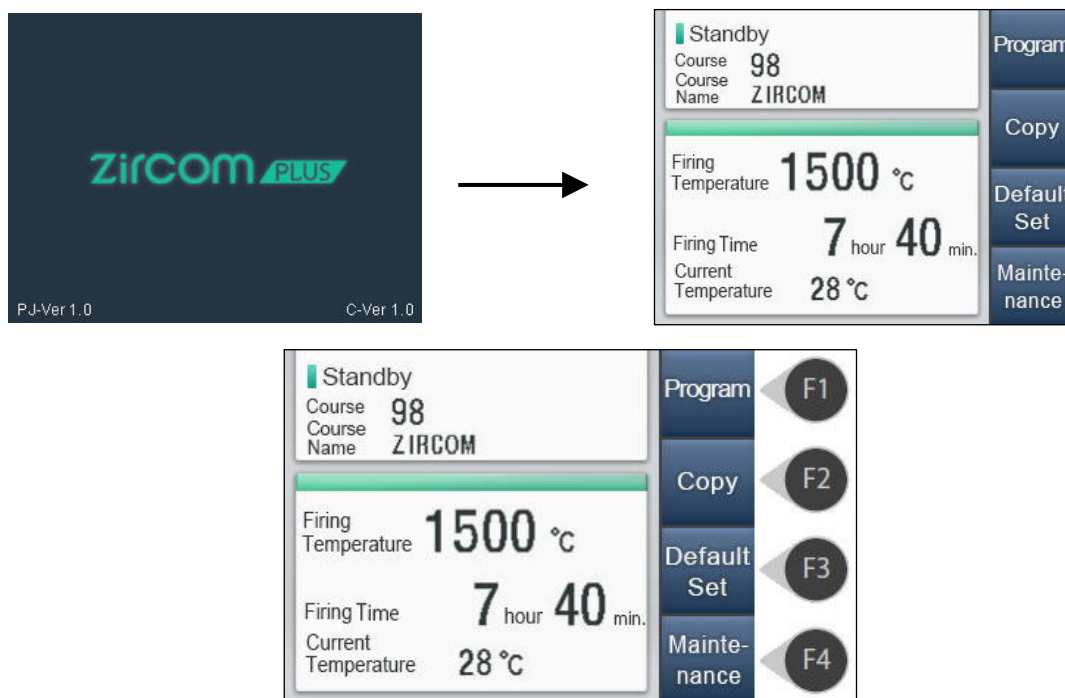 zircom PLUS
PJ-Ver 1.0
C-Ver 1.0
Standby
Course 98
Course Name ZIRCOM
Firing Temperature 1500 °C
Firing Time 7 hour 40 min.
Current Temperature 28 °C
Program
Copy
Default
Set
Mainte-
nance
Standby
Course 98
Course Name ZIRCOM
Firing Temperature 1500 °C
Firing Time 7 hour 40 min.
Current Temperature 28 °C
Program F1
Copy F2
Default
Set F3
Mainte-
nance F4